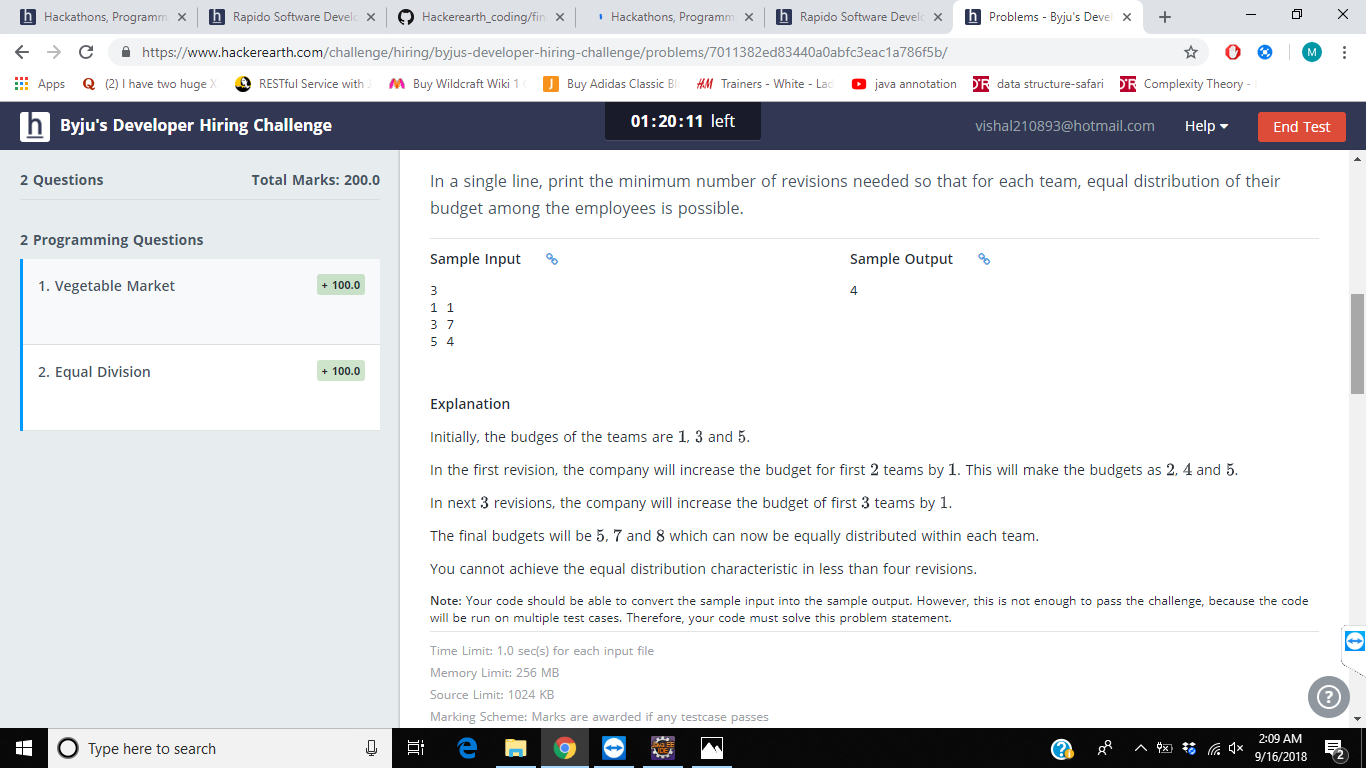 Hackathons, Programm
Rapido Software Devel
Hackerearth_coding/fin
Hackathons, Programm
Rapido Software Devel
Problems - Byju's Devel
https://www.hackerearth.com/challenge/hiring/byjus-developer-hiring-challenge/problems/7011382ed83440a0abfc3eac1a786f5b/
M
Apps
(2) I have two huge X
RESTful Service with J
Buy Wildcraft Wiki 1
Buy Adidas Classic Bl
H&M Trainers - White - Lad
java annotation
data structure-safari
Complexity Theory -
h Byju's Developer Hiring Challenge
01:20:11 left
vishal210893@hotmail.com
Help
End Test
2 Questions
Total Marks: 200.0
2 Programming Questions
1. Vegetable Market
+ 100.0
2. Equal Division
+ 100.0
In a single line, print the minimum number of revisions needed so that for each team, equal distribution of their
budget among the employees is possible.
Sample Input
Sample Output
3
4
1 1
3 7
5 4
Explanation
Initially, the budges of the teams are 1, 3 and 5.
In the first revision, the company will increase the budget for first 2 teams by 1. This will make the budgets as 2, 4 and 5.
In next 3 revisions, the company will increase the budget of first 3 teams by 1.
The final budgets will be 5, 7 and 8 which can now be equally distributed within each team.
You cannot achieve the equal distribution characteristic in less than four revisions.
Note: Your code should be able to convert the sample input into the sample output. However, this is not enough to pass the challenge, because the code
will be run on multiple test cases. Therefore, your code must solve this problem statement.
Time Limit: 1.0 sec(s) for each input file
Memory Limit: 256 MB
Source Limit: 1024 KB
Marking Scheme: Marks are awarded if any testcase passes
Type here to search
2:09 AM
9/16/2018
2